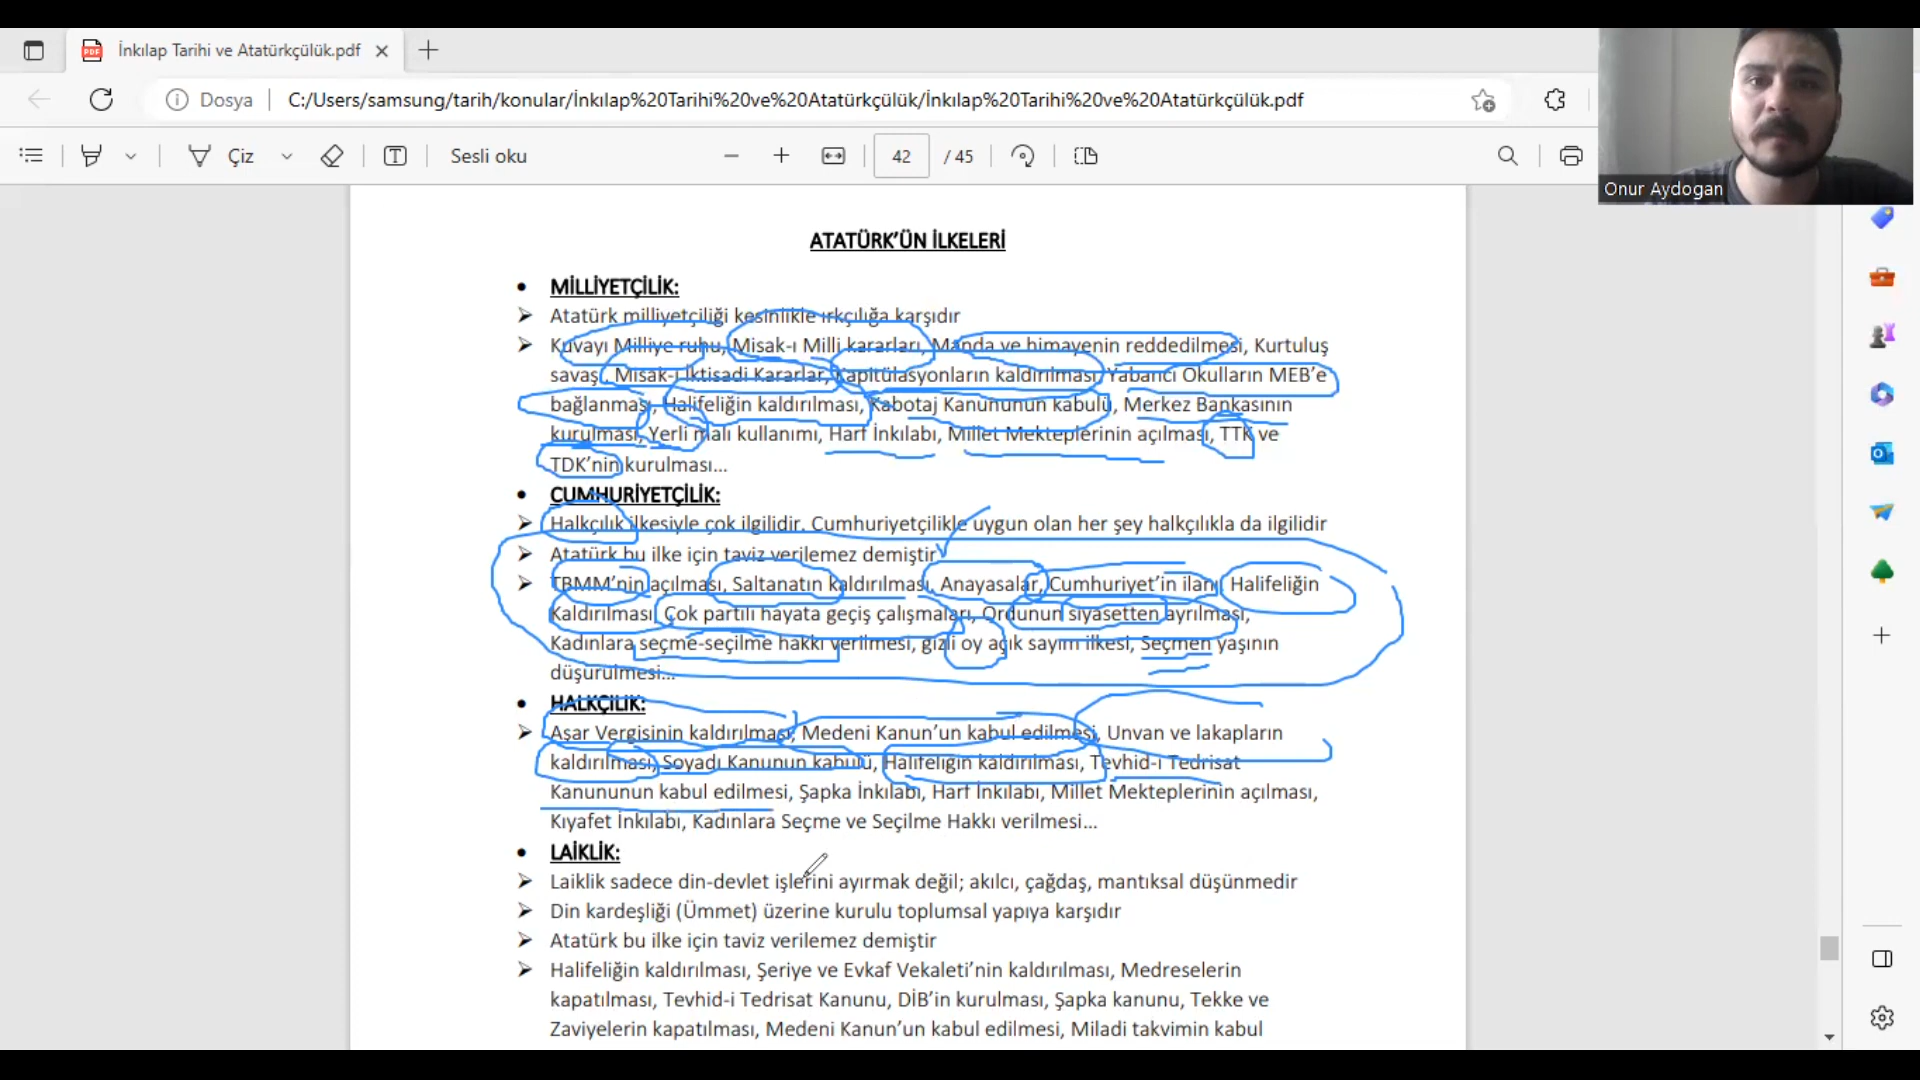 İnkılap Tarihi ve Atatürkçülük.pdf
Dosya
C:/Users/samsung/tarih/konular/İnkılap%20Tarihi%20ve%20Atatürkçülük/İnkılap%20Tarihi%20ve%20Atatürkçülük.pdf
Çiz
Sesli oku
42 / 45
Onur Aydogan
ATATÜRK'ÜN İLKELERİ
MİLLİYETÇİLİK:
Atatürk milliyetçiliği kesinlikle ırkçılığa karşıdır
Kuvayı Milliye ruhu, Misak-ı Milli kararları, Manda ve himayenin reddedilmesi, Kurtuluş
savaş, Misak-ı İktisadi Kararlar, Kapitülasyonların kaldırılması, Yabancı Okulların MEB'e
bağlanması, Halifeliğin kaldırılması, Kabotaj Kanununun kabulü, Merkez Bankasının
kurulması, Yerli malı kullanımı, Harf İnkılabı, Millet Mekteplerinin açılması, TTK ve
TDK'nin kurulması...
CUMHURİYETÇİLİK:
Halkçılık ilkesiyle çok ilgilidir. Cumhuriyetçilikle uygun olan her şey halkçılıkla da ilgilidir
Atatürk bu ilke için taviz verilemez demiştir
TBMM'nin açılması, Saltanatın kaldırılması, Anayasalar, Cumhuriyet'in ilanı, Halifeliğin
Kaldırılması, Çok partili hayata geçiş çalışmaları, Ordunun siyasetten ayrılması,
Kadınlara seçme-seçilme hakkı verilmesi, gizli oy açık sayım ilkesi, Seçmen yaşının
düşürülmesi...
HALKÇILIK:
Aşar Vergisinin kaldırılması, Medeni Kanun'un kabul edilmesi, Unvan ve lakapların
kaldırılması, Soyadı Kanunun kabulü, Halifeliğin kaldırılması, Tevhid-i Tedrisat
Kanununun kabul edilmesi, Şapka İnkılabı, Harf İnkılabı, Millet Mekteplerinin açılması,
Kıyafet İnkılabı, Kadınlara Seçme ve Seçilme Hakkı verilmesi...
LAİKLİK:
Laiklik sadece din-devlet işlerini ayırmak değil; akılcı, çağdaş, mantıksal düşünmedir
Din kardeşliği (Ümmet) üzerine kurulu toplumsal yapıya karşıdır
Atatürk bu ilke için taviz verilemez demiştir
Halifeliğin kaldırılması, Şeriye ve Evkaf Vekaleti'nin kaldırılması, Medreselerin
kapatılması, Tevhid-i Tedrisat Kanunu, DİB'in kurulması, Şapka kanunu, Tekke ve
Zaviyelerin kapatılması, Medeni Kanun'un kabul edilmesi, Miladi takvimin kabul